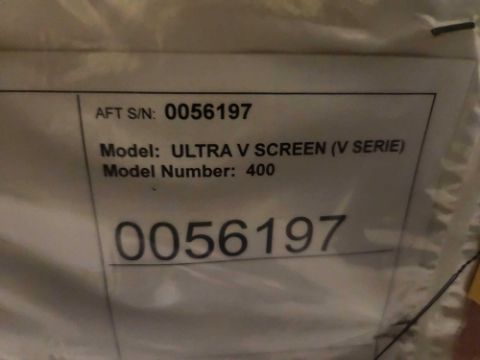 AFT S/N: 0056197
Model: ULTRA V SCREEN (V SERIE)
Model Number: 400
0056197